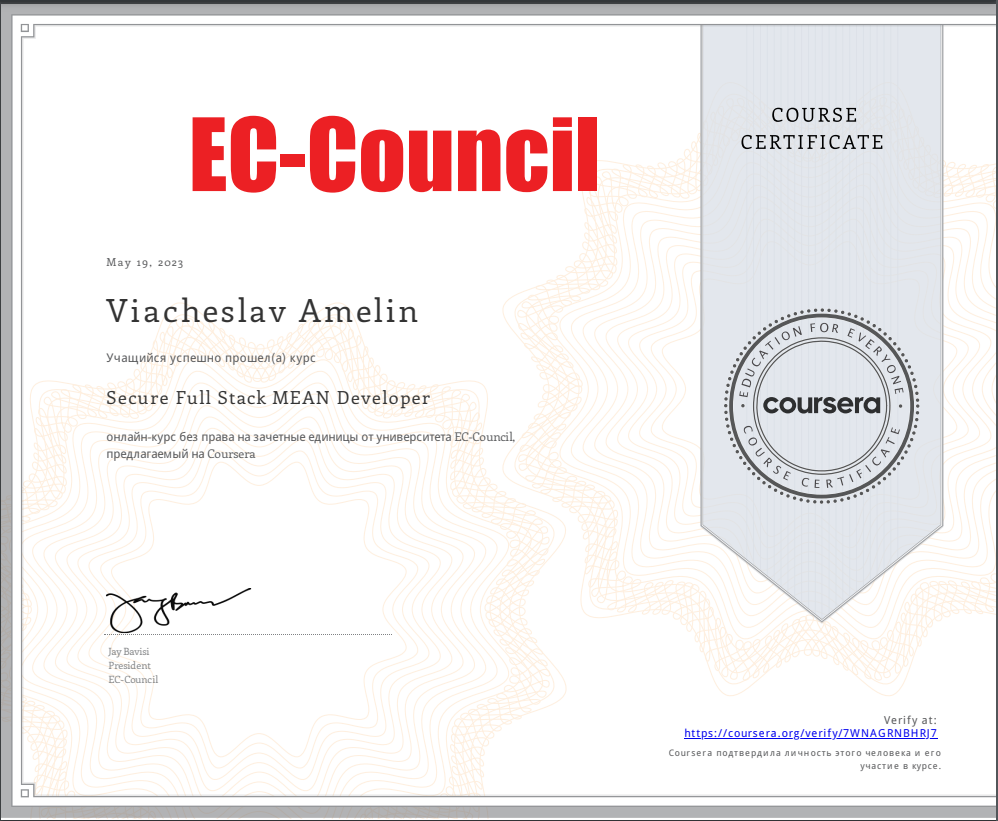 EC-Council
COURSE
CERTIFICATE
May 19, 2023
Viacheslav Amelin
Учащийся успешно прошел(а) курс
Secure Full Stack MEAN Developer
онлайн-курс без права на зачетные единицы от университета EC-Council,
предлагаемый на Coursera
EDUCATION FOR EVERYONE
coursera
COURSE CERTIFICATE
Jay Bavisi
President
EC-Council
Verify at:
https://coursera.org/verify/7WNAGRNBHRJ7
Coursera подтвердила личность этого человека и его
участие в курсе.